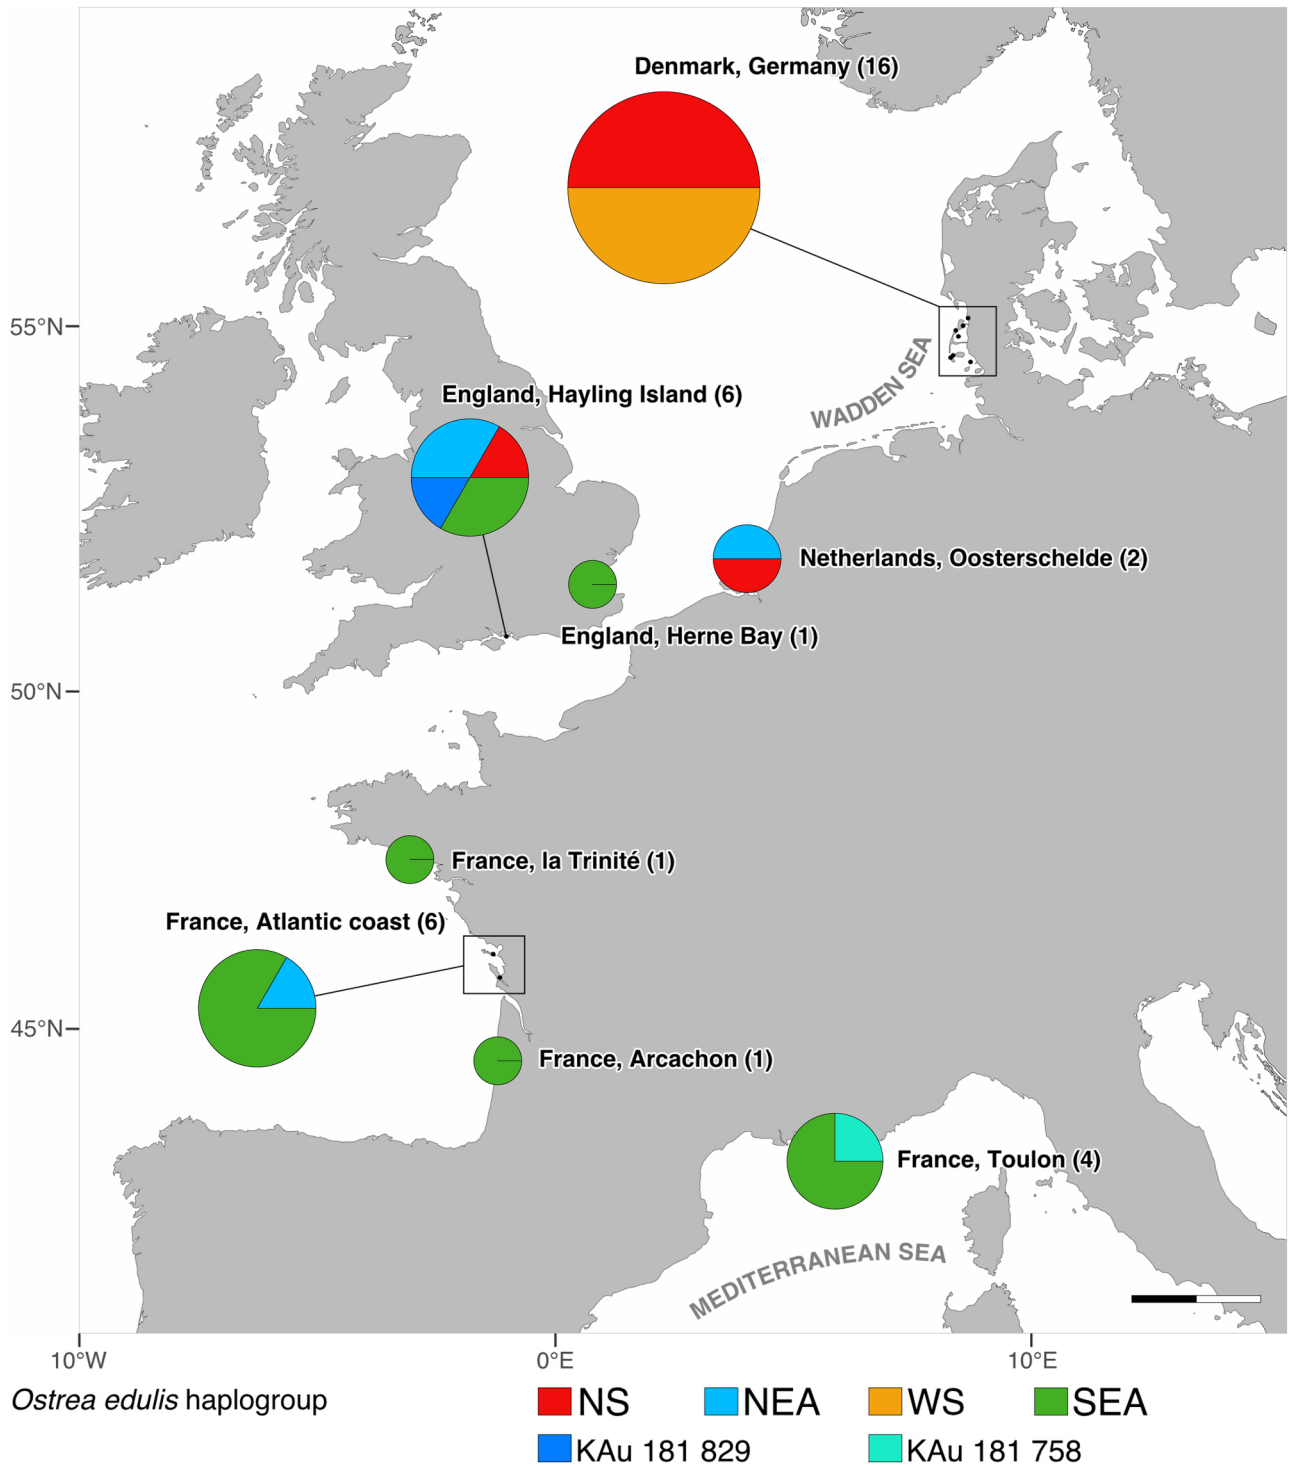 Denmark, Germany (16)
55°N
WADDEN SEA
England, Hayling Island (6)
Netherlands, Oosterschelde (2)
England, Herne Bay (1)
50°N
France, la Trinité (1)
France, Atlantic coast (6)
45°N
France, Arcachon (1)
France, Toulon (4)
MEDITERRANEAN SEA
10°W 0°E 10°E
Ostrea edulis haplogroup NS NEA WS SEA
KAu 181 829 KAu 181 758